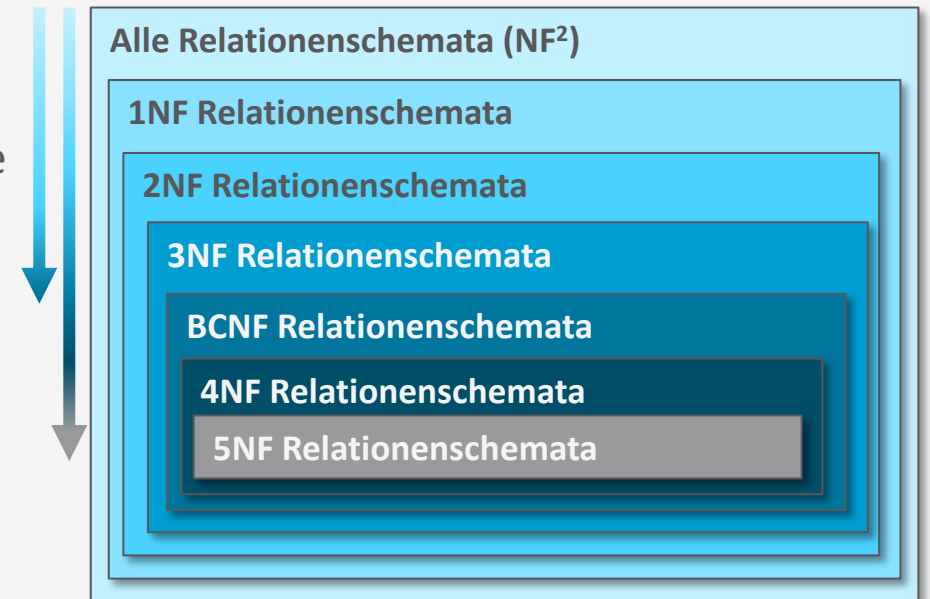 Alle Relationenschemata (NF²)
1NF Relationenschemata
e
2NF Relationenschemata
3NF Relationenschemata
BCNF Relationenschemata
4NF Relationenschemata
5NF Relationenschemata